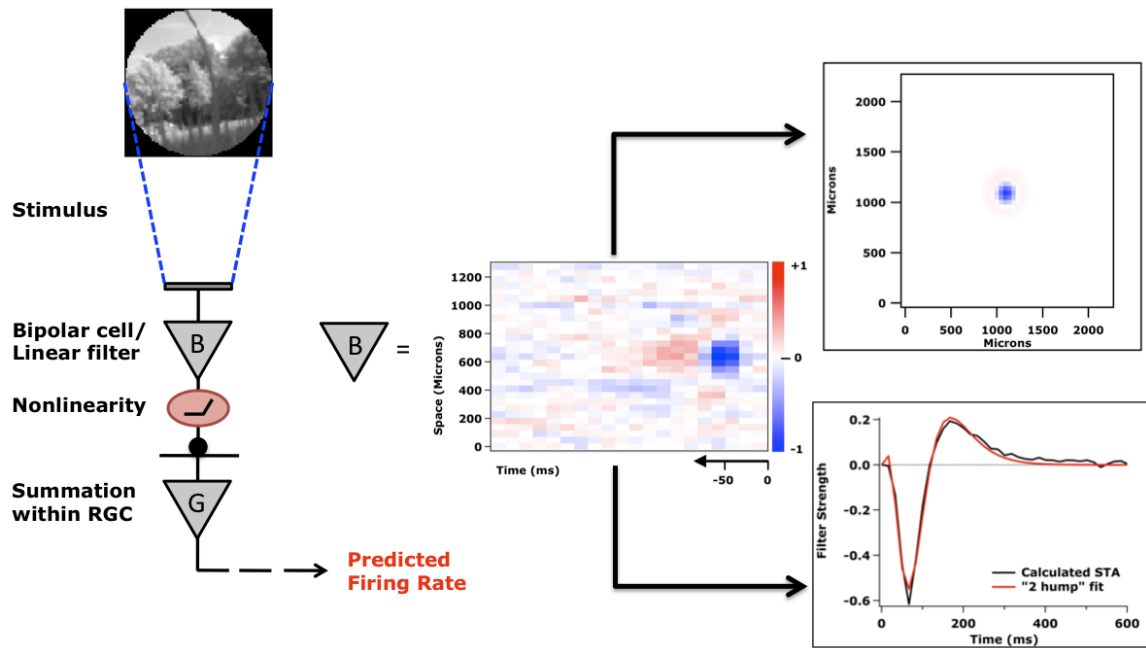 Stimulus
Bipolar cell/
Linear filter
B
Nonlinearity
Summation
within RGC
G
Predicted
Firing Rate
B
=
Space (Microns)
1200
1000
800
600
400
200
0
Time (ms)
-50
0
+1
0
-1
Microns
2000
1500
1000
500
0
0
500
1000
1500
2000
Microns
Filter Strength
0.2
0.0
-0.2
-0.4
-0.6
Calculated STA
"2 hump" fit
0
200
400
600
Time (ms)